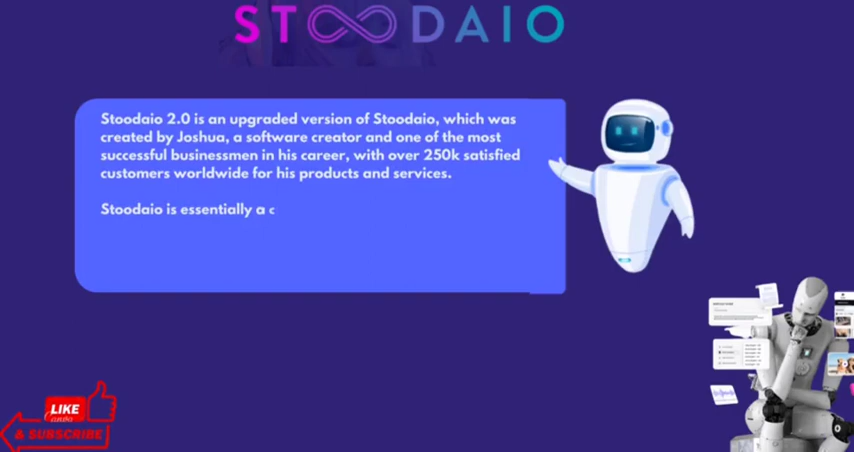 STOODAIO
Stoodaio 2.0 is an upgraded version of Stoodaio, which was
created by Joshua, a software creator and one of the most
successful businessmen in his career, with over 250k satisfied
customers worldwide for his products and services.
Stoodaio is essentially a c
LIKE
& SUBSCRIBE